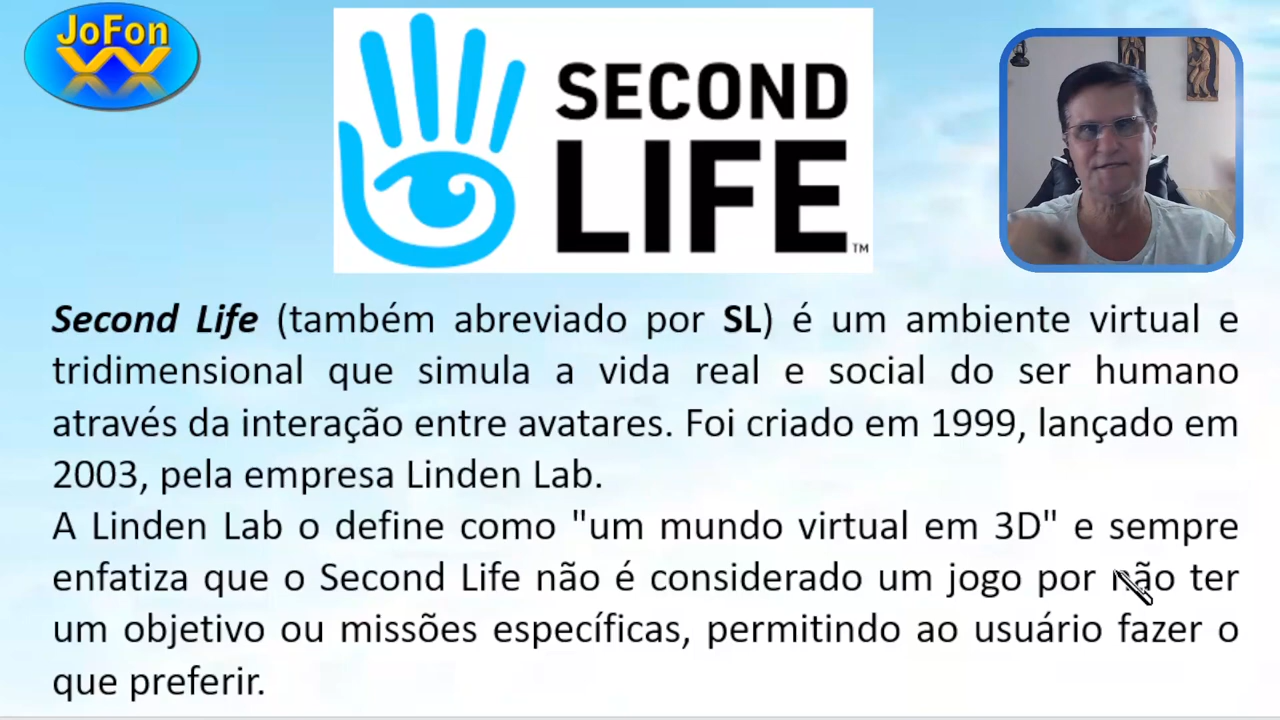 JoFon
SECOND
LIFE™
Second Life (também abreviado por SL) é um ambiente virtual e
tridimensional que simula a vida real e social do ser humano
através da interação entre avatares. Foi criado em 1999, lançado em
2003, pela empresa Linden Lab.
A Linden Lab o define como "um mundo virtual em 3D" e sempre
enfatiza que o Second Life não é considerado um jogo por não ter
um objetivo ou missões específicas, permitindo ao usuário fazer o
que preferir.